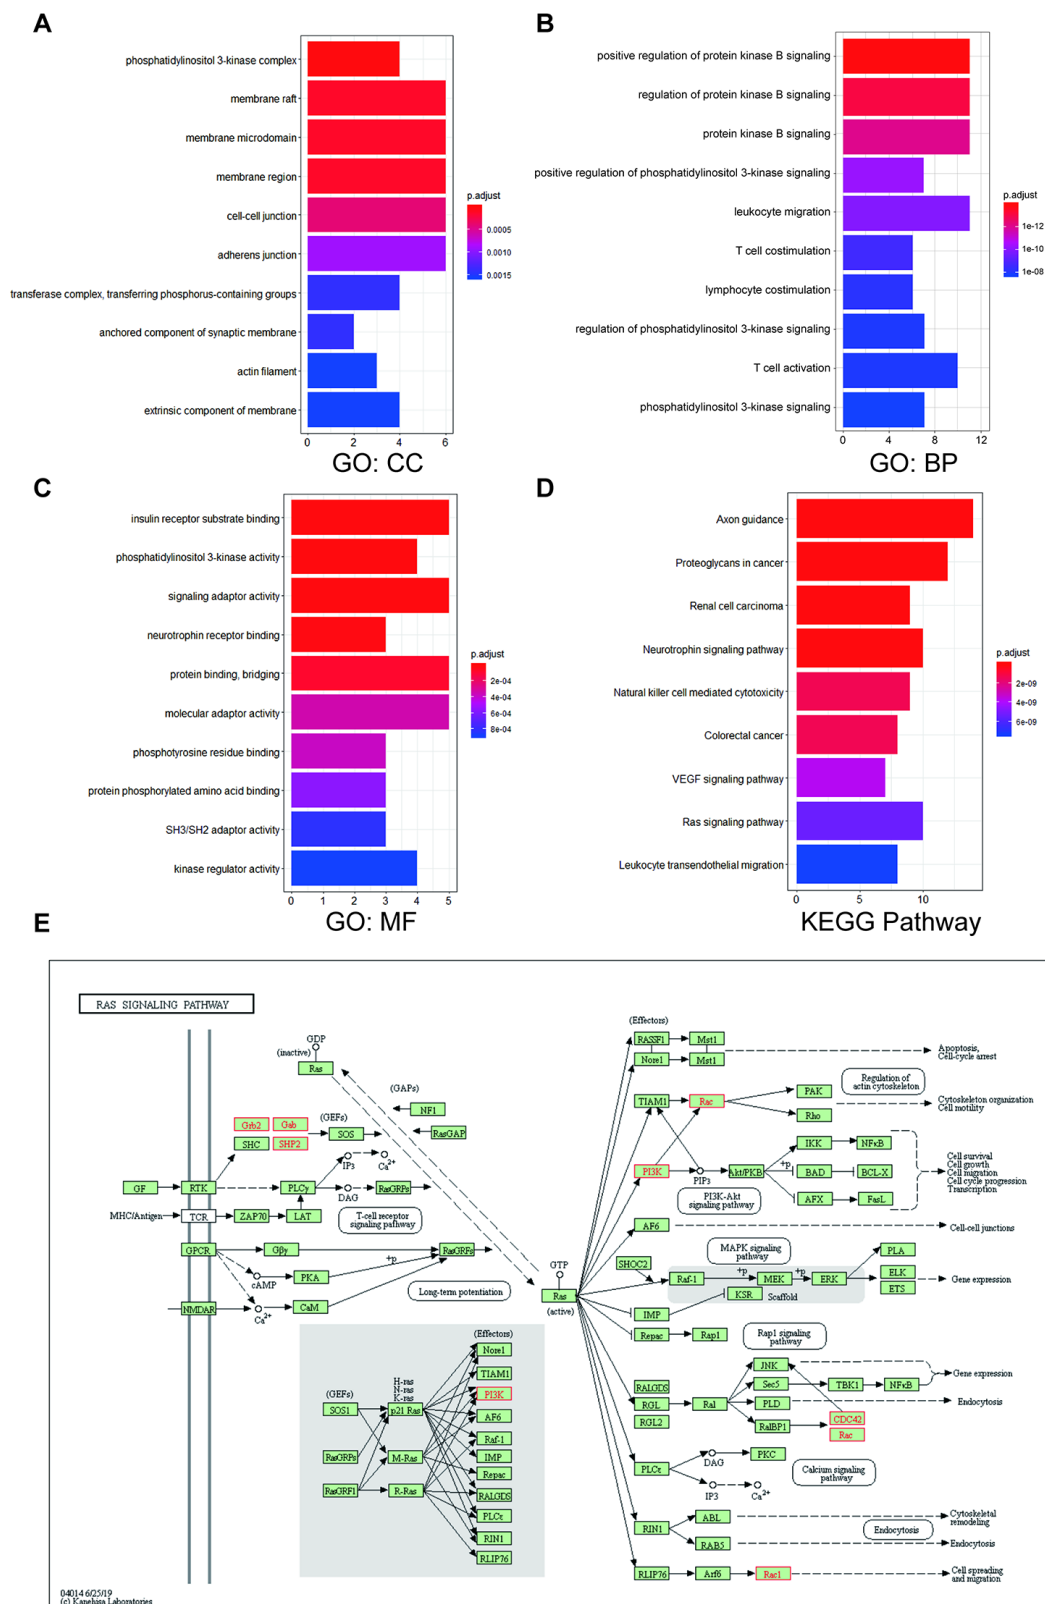 A
phosphatidylinositol 3-kinase complex
membrane raft
membrane microdomain
membrane region
cell-cell junction
adherens junction
transferase complex, transferring phosphorus-containing groups
anchored component of synaptic membrane
actin filament
extrinsic component of membrane
0 2 4 6
GO: CC
p.adjust
0.0005
0.0010
0.0015
B
positive regulation of protein kinase B signaling
regulation of protein kinase B signaling
protein kinase B signaling
positive regulation of phosphatidylinositol 3-kinase signaling
leukocyte migration
T cell costimulation
lymphocyte costimulation
regulation of phosphatidylinositol 3-kinase signaling
T cell activation
phosphatidylinositol 3-kinase signaling
0 4 8 12
GO: BP
p.adjust
1e-12
1e-10
1e-08
C
insulin receptor substrate binding
phosphatidylinositol 3-kinase activity
signaling adaptor activity
neurotrophin receptor binding
protein binding, bridging
molecular adaptor activity
phosphotyrosine residue binding
protein phosphorylated amino acid binding
SH3/SH2 adaptor activity
kinase regulator activity
0 1 2 3 4 5
GO: MF
p.adjust
2e-04
4e-04
6e-04
8e-04
D
Axon guidance
Proteoglycans in cancer
Renal cell carcinoma
Neurotrophin signaling pathway
Natural killer cell mediated cytotoxicity
Colorectal cancer
VEGF signaling pathway
Ras signaling pathway
Leukocyte transendothelial migration
0 5 10
KEGG Pathway
p.adjust
2e-09
4e-09
6e-09
E
RAS SIGNALING PATHWAY
GDP
(inactive)
Ras
(GAPs)
NF1
RasGAP
Grb2 Gab
(GEFs)
SHC SHP2
SOS
IP3
Ca2+
GF RTK PLCγ
DAG
RasGRPs
MHC/Antigen TCR ZAP70 LAT
T-cell receptor
signaling pathway
GPCR Gβγ
+p
RasGRFs
cAMP PKA
NMDAR
Ca2+
CaM
Long-term potentiation
GTP
Ras
(active)
(Effectors)
RASSF1 Mst1
Nore1 Mst1
Apoptosis,
Cell-cycle arrest
Regulation of
actin cytoskeleton
TIAM1 Rac
PAK
Rho
Cytoskeleton organization
Cell motility
PI3K
PIP3
Akt/PKB
+p
IKK NFκB
BAD BCL-X
AFX FasL
Cell survival
Cell growth
Cell migration
Cell cycle progression
Transcription
PI3K-Akt
signaling pathway
AF6
Cell-cell junctions
MAPK signaling
pathway
SHOC2
Raf-1 +p MEK +p ERK
KSR Scaffold
PLA
ELK
ETS
Gene expression
IMP
Repac Rap1
Rap1 signaling
pathway
RALGDS
RGL
RGL2
Ral
JNK
Sec5 TBK1 NFκB
Gene expression
PLD
Endocytosis
RalBP1
CDC42
Rac
PLCε
DAG
PKC
IP3
Ca2+
Calcium signaling
pathway
RIN1
ABL
RAB5
Cytoskeletal
remodeling
Endocytosis
Endocytosis
RLIP76 Arf6 Rac1
Cell spreading
and migration
(Effectors)
H-ras
N-ras
K-ras
(GEFs)
SOS1 p21 Ras
RasGRPs M-Ras
RasGRF1 R-Ras
Nore1
TIAM1
PI3K
AF6
Raf-1
IMP
Repac
RALGDS
PLCε
RIN1
RLIP76
04014 6/25/19
(c) Kanehisa Laboratories